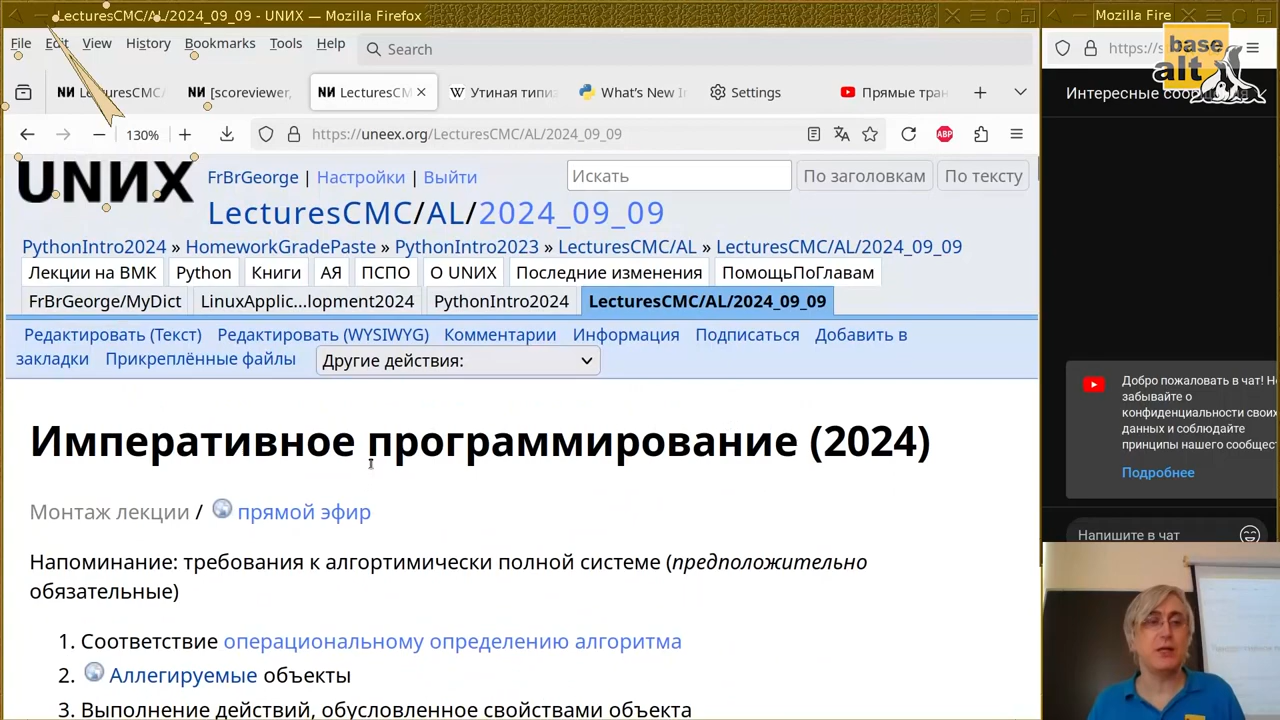 LecturesCMC/AL/2024_09_09 - UNИX — Mozilla Firefox
Mozilla Fire
File Edit View History Bookmarks Tools Help
Search
https://s
base
alt
LecturesCM
[scoreviewer,
LecturesCM
Утиная типиз
What's New I
Settings
Прямые тран
Интересные сооб
130%
https://uneex.org/LecturesCMC/AL/2024_09_09
ABP
UNИX
FrBrGeorge | Настройки | Выйти
Искать
По заголовкам
По тексту
LecturesCMC/AL/2024_09_09
PythonIntro2024 » HomeworkGradePaste » PythonIntro2023 » LecturesCMC/AL » LecturesCMC/AL/2024_09_09
Лекции на ВМК Python Книги АЯ ПСПО О UNИX Последние изменения ПомощьПоГлавам
FrBrGeorge/MyDict LinuxApplic...lopment2024 PythonIntro2024 LecturesCMC/AL/2024_09_09
Редактировать (Текст) Редактировать (WYSIWYG) Комментарии Информация Подписаться Добавить в
закладки Прикреплённые файлы Другие действия:
Добро пожаловать в чат! Н
забывайте о
конфиденциальности своих
данных и соблюдайте
принципы нашего сообщес
Подробнее
Напишите в чат
Императивное программирование (2024)
Монтаж лекции / прямой эфир
Напоминание: требования к алгортимически полной системе (предположительно
обязательные)
1. Соответствие операциональному определению алгоритма
2. Аллегируемые объекты
3. Выполнение действий, обусловленное свойствами объекта